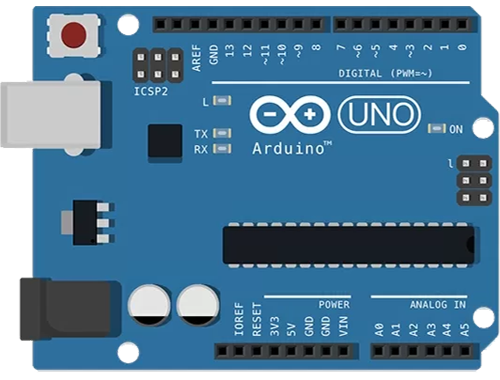 AREF
GND
13
12
~11
~10
~9
8
7
~6
~5
4
~3
2
1
0
DIGITAL (PWM=~)
ICSP2
L
TX
RX
UNO
ON
Arduino™
1
POWER
ANALOG IN
IOREF
RESET
3V3
5V
GND
GND
VIN
A0
A1
A2
A3
A4
A5